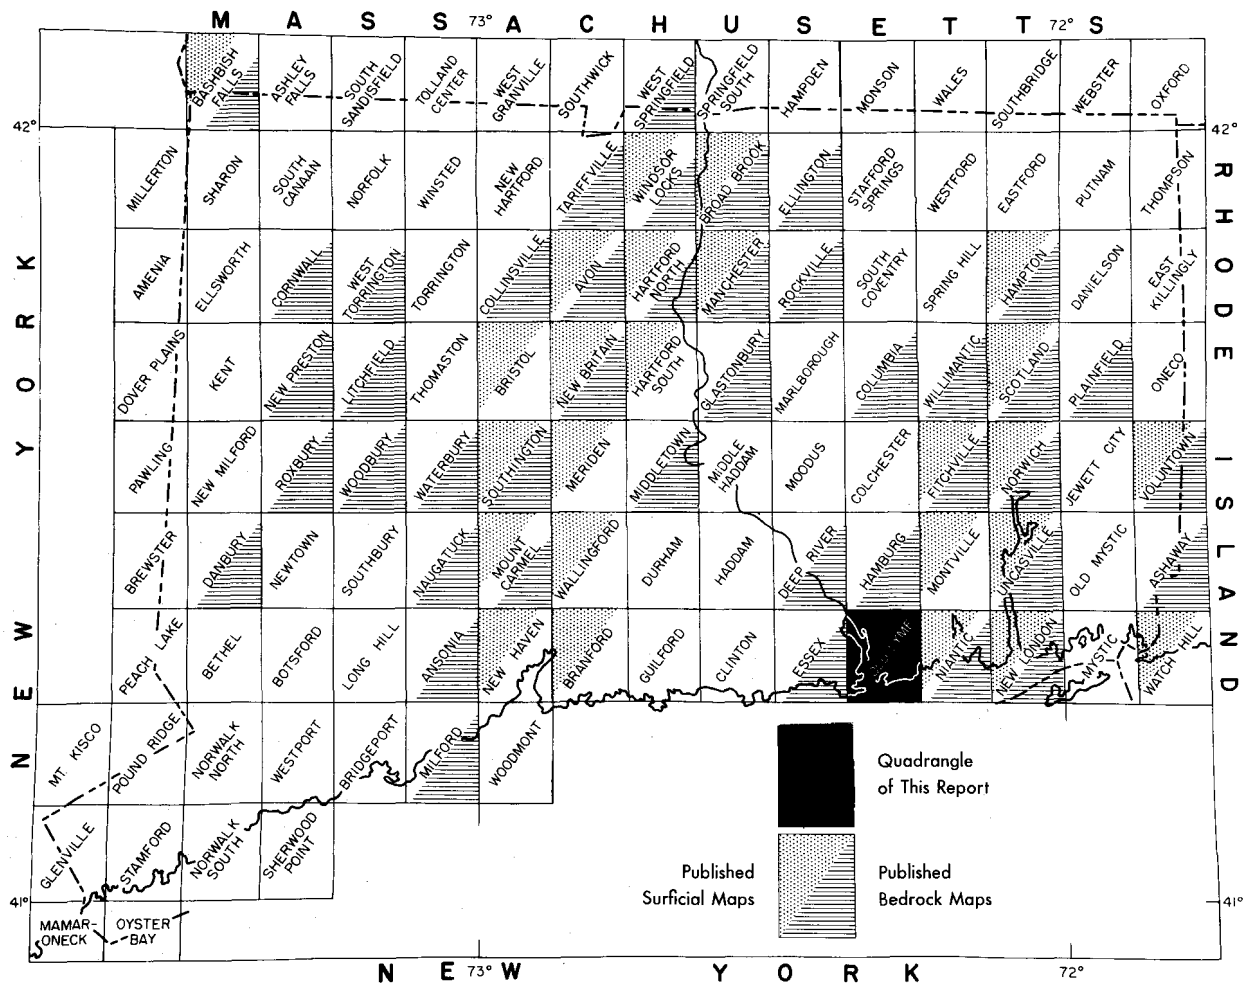 M A S S A C H U S E T T S
73°
72°
BASHBISH
FALLS
ASHLEY
FALLS
SOUTH
SANDISFIELD
TOLLAND
CENTER
WEST
GRANVILLE
SOUTHWICK
WEST
SPRINGFIELD
SPRINGFIELD
SOUTH
HAMPDEN
MONSON
WALES
SOUTHBRIDGE
WEBSTER
OXFORD
42°
42°
MILLERTON
SHARON
SOUTH
CANAAN
NORFOLK
WINSTED
NEW
HARTFORD
TARIFFVILLE
WINDSOR
LOCKS
BROAD BROOK
ELLINGTON
STAFFORD
SPRINGS
WESTFORD
EASTFORD
PUTNAM
THOMPSON
AMENIA
ELLSWORTH
CORNWALL
WEST
TORRINGTON
TORRINGTON
COLLINSVILLE
AVON
HARTFORD
NORTH
MANCHESTER
ROCKVILLE
SOUTH
COVENTRY
SPRING HILL
HAMPTON
DANIELSON
EAST
KILLINGLY
DOVER PLAINS
KENT
NEW PRESTON
LITCHFIELD
THOMASTON
BRISTOL
NEW BRITAIN
HARTFORD
SOUTH
GLASTONBURY
MARLBOROUGH
COLUMBIA
WILLIMANTIC
SCOTLAND
PLAINFIELD
ONECO
PAWLING
NEW MILFORD
ROXBURY
WOODBURY
WATERBURY
SOUTHINGTON
MERIDEN
MIDDLETOWN
MIDDLE
HADDAM
MOODUS
COLCHESTER
FITCHVILLE
NORWICH
JEWETT CITY
VOLUNTOWN
BREWSTER
DANBURY
NEWTOWN
SOUTHBURY
NAUGATUCK
MOUNT
CARMEL
WALLINGFORD
DURHAM
HADDAM
DEEP RIVER
HAMBURG
MONTVILLE
UNCASVILLE
OLD MYSTIC
ASHAWAY
PEACH LAKE
BETHEL
BOTSFORD
LONG HILL
ANSONIA
NEW HAVEN
BRANFORD
GUILFORD
CLINTON
ESSEX
NIANTIC
NEW LONDON
MYSTIC
WATCH HILL
MT. KISCO
POUND RIDGE
NORWALK
NORTH
WESTPORT
BRIDGEPORT
MILFORD
WOODMONT
GLENVILLE
STAMFORD
NORWALK
SOUTH
SHERWOOD
POINT
41°
41°
MAMAR-
ONECK
OYSTER
BAY
NEW YORK
RHODE ISLAND
Quadrangle
of This Report
Published
Surficial Maps
Published
Bedrock Maps
73°
72°
N E W Y O R K